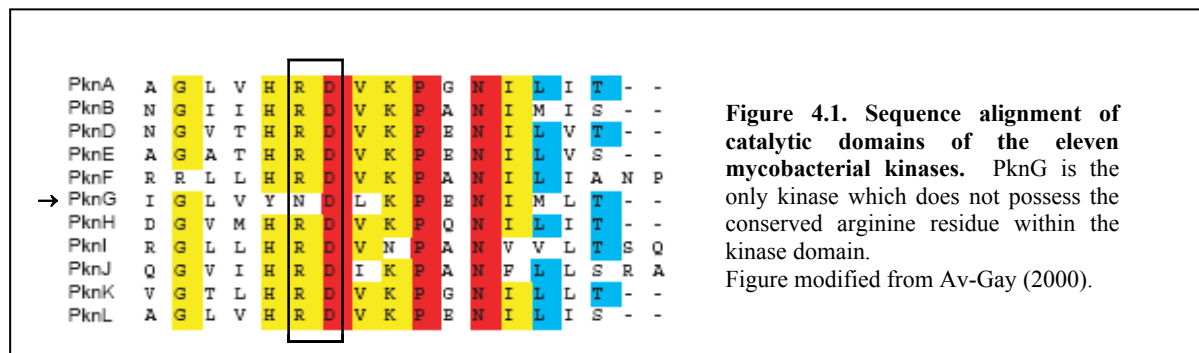 PknA A G L V H R D V K P G N I L I T - -
PknB N G I I H R D V K P A N I M I S - -
PknD N G V T H R D V K P E N I L V T - -
PknE A G A T H R D V K P E N I L V S - -
PknF R R L L H R D V K P A N I L I A N P
→ PknG I G L V Y N D L K P E N I M L T - -
PknH D G V M H R D V K P Q N I L I T - -
PknI R G L L H R D V N P A N V V L T S Q
PknJ Q G V I H R D I K P A N F L L S R A
PknK V G T L H R D V K P G N I L L T - -
PknL A G L V H R D V K P E N I L I S - -
Figure 4.1. Sequence alignment of
catalytic domains of the eleven
mycobacterial kinases. PknG is the
only kinase which does not possess the
conserved arginine residue within the
kinase domain.
Figure modified from Av-Gay (2000).